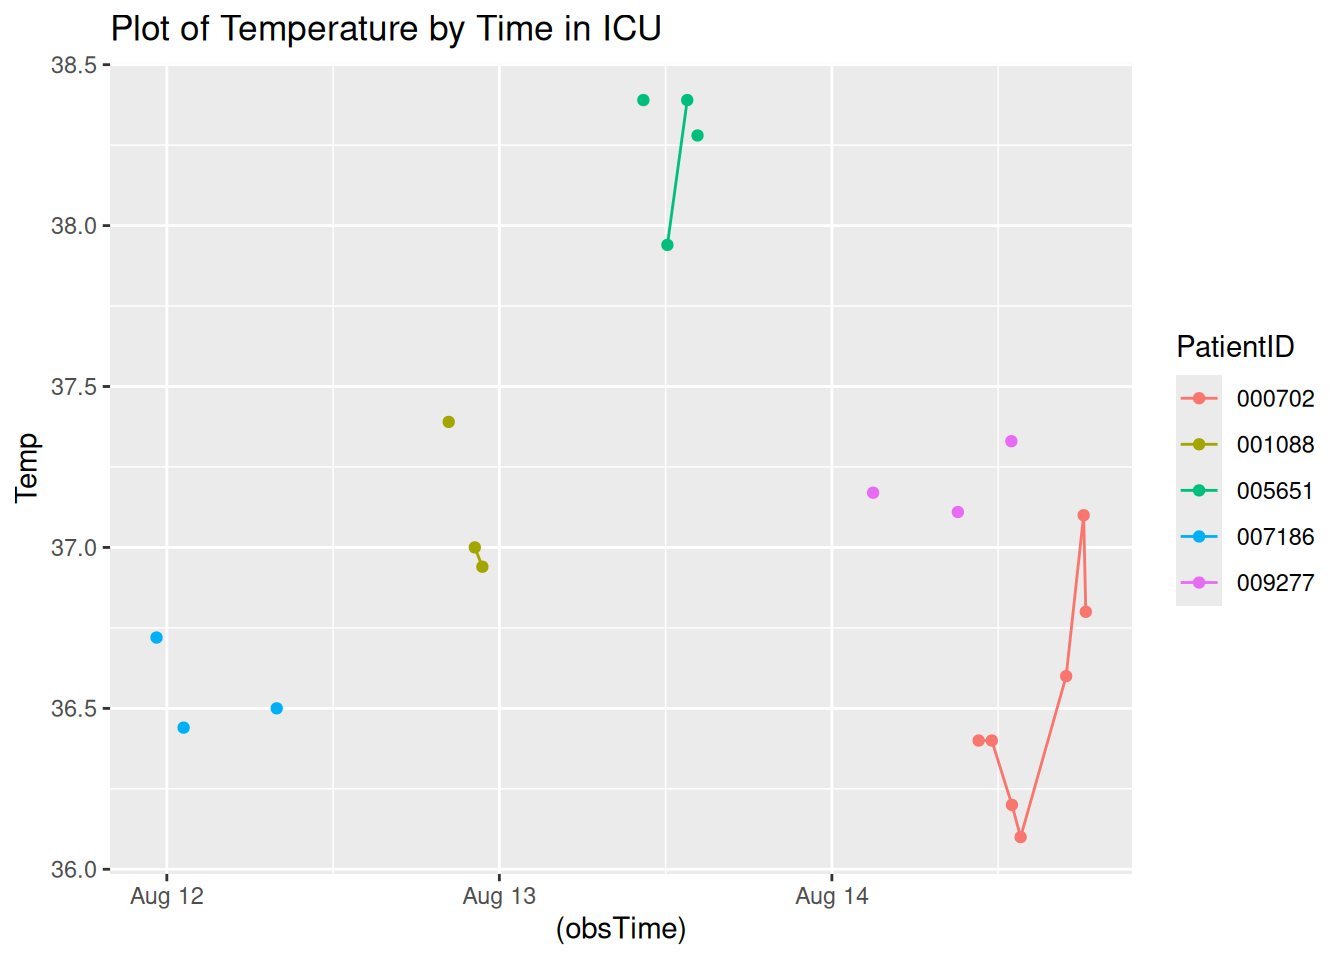 Plot of Temperature by Time in ICU
38.5
38.0
37.5
37.0
36.5
36.0
Temp
Aug 12
Aug 13
Aug 14
(obsTime)
PatientID
000702
001088
005651
007186
009277